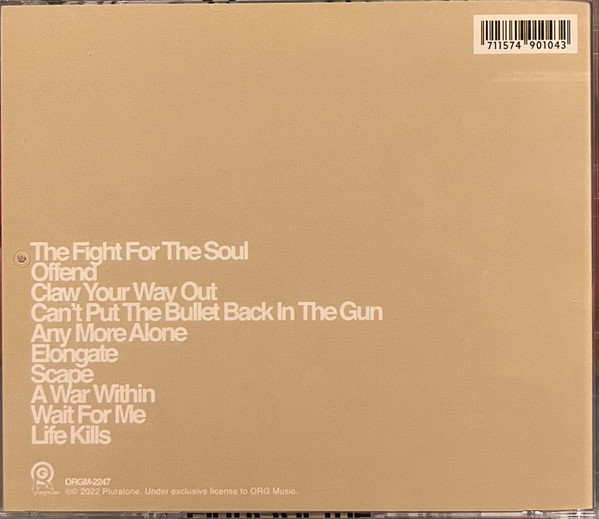 711574 901043
The Fight For The Soul
Offend
Claw Your Way Out
Can't Put The Bullet Back In The Gun
Any More Alone
Elongate
Scape
A War Within
Wait For Me
Life Kills
ORGM-2247
℗© 2022 Pluralone. Under exclusive license to ORG Music.